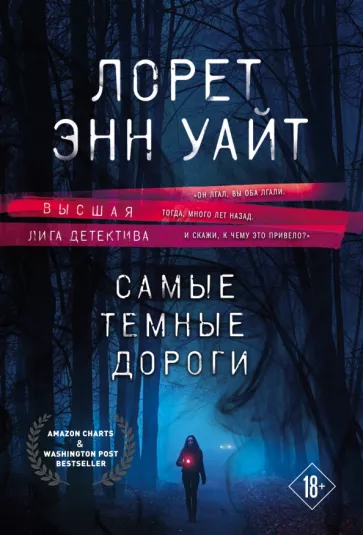 ЛОРЕТ
ЭНН УАЙТ
ВЫСШАЯ
ЛИГА ДЕТЕКТИВА
«ОН ЛГАЛ. ВЫ ОБА ЛГАЛИ.
ТОГДА, МНОГО ЛЕТ НАЗАД.
И СКАЖИ, К ЧЕМУ ЭТО ПРИВЕЛО?»
САМЫЕ
ТЕМНЫЕ
ДОРОГИ
AMAZON CHARTS
& WASHINGTON POST
BESTSELLER
18+